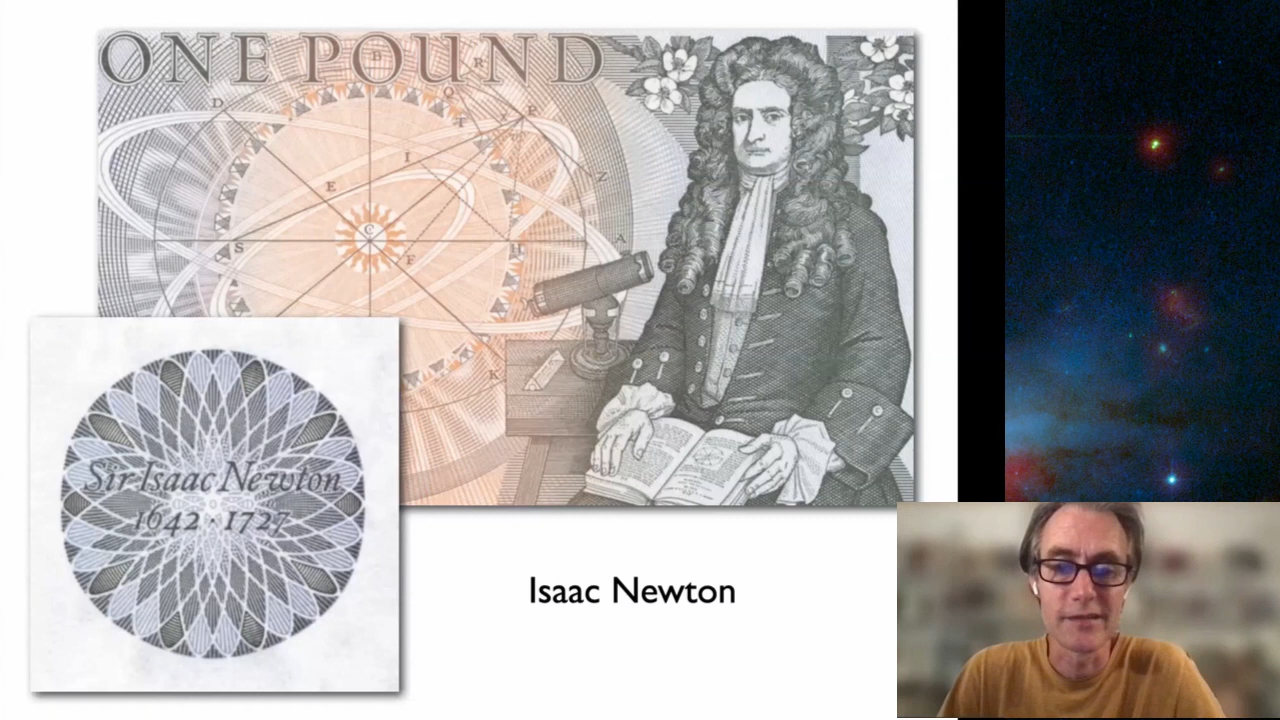 ONE POUND
B
R
D
Q
P
T
I
Z
E
C
A
S
H
F
K
Sir Isaac Newton
1642 · 1727
Isaac Newton